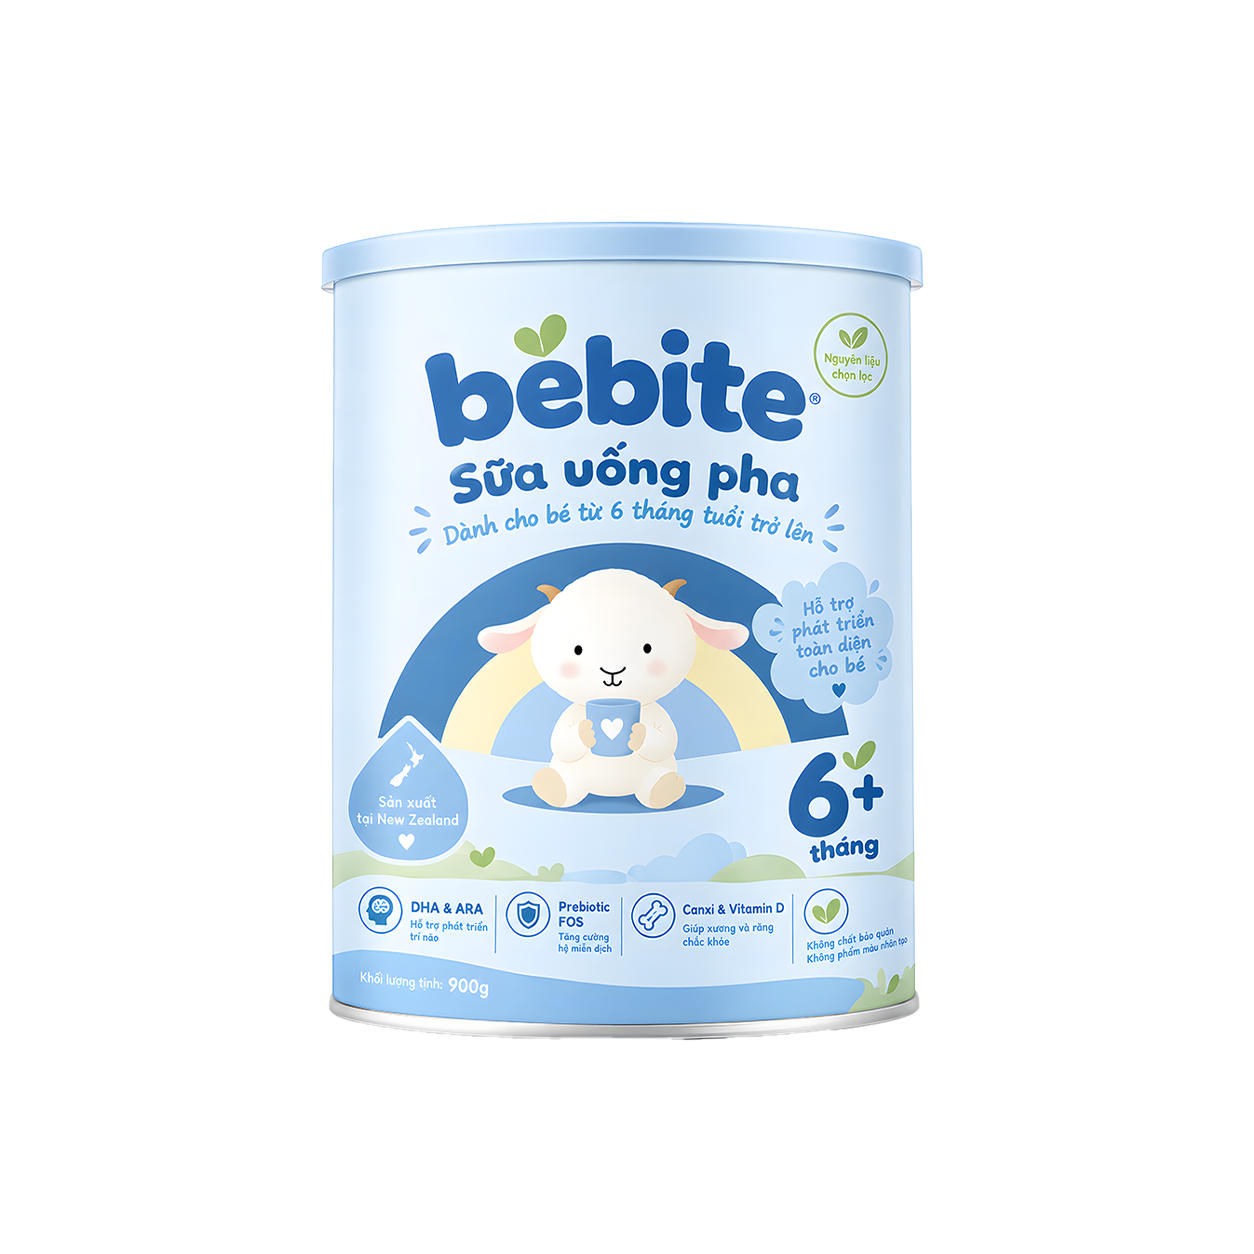 bebite®
Nguyên liệu
chọn lọc
Sữa uống pha
Dành cho bé từ 6 tháng tuổi trở lên
Hỗ trợ
phát triển
toàn diện
cho bé
Sản xuất
tại New Zealand
6+
tháng
DHA & ARA
Hỗ trợ phát triển
trí não
Prebiotic
FOS
Tăng cường
hệ miễn dịch
Canxi & Vitamin D
Giúp xương và răng
chắc khỏe
Không chất bảo quản
Không phẩm màu nhân tạo
Khối lượng tịnh: 900g